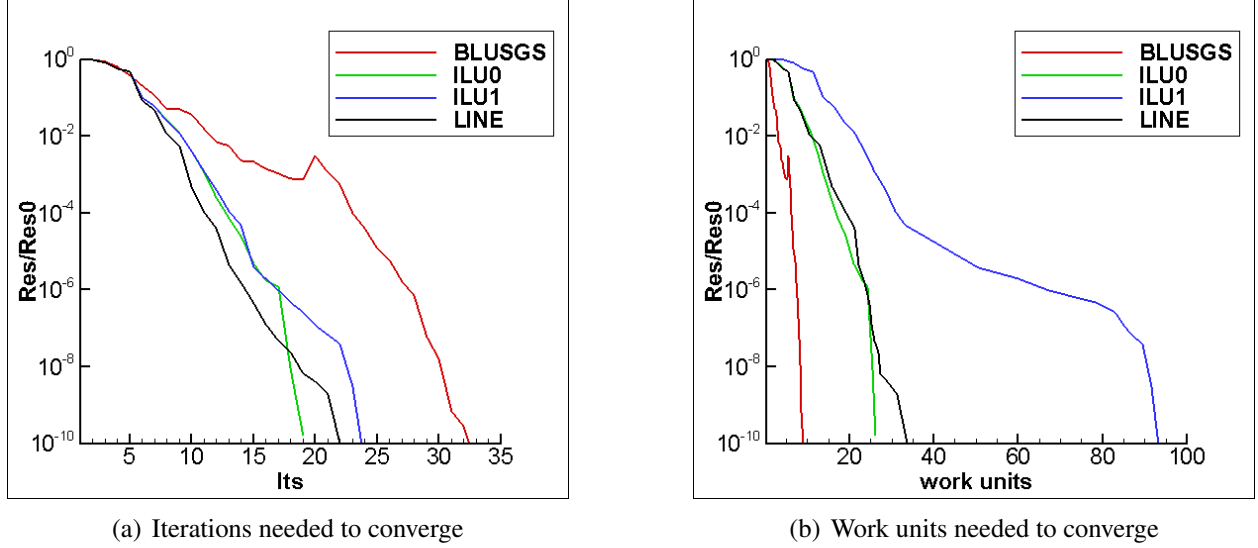 BLUSGS
ILU0
ILU1
LINE
10^0
10^-2
10^-4
10^-6
10^-8
10^-10
Res/Res0
5 10 15 20 25 30 35
Its
(a) Iterations needed to converge
BLUSGS
ILU0
ILU1
LINE
10^0
10^-2
10^-4
10^-6
10^-8
10^-10
Res/Res0
20 40 60 80 100
work units
(b) Work units needed to converge